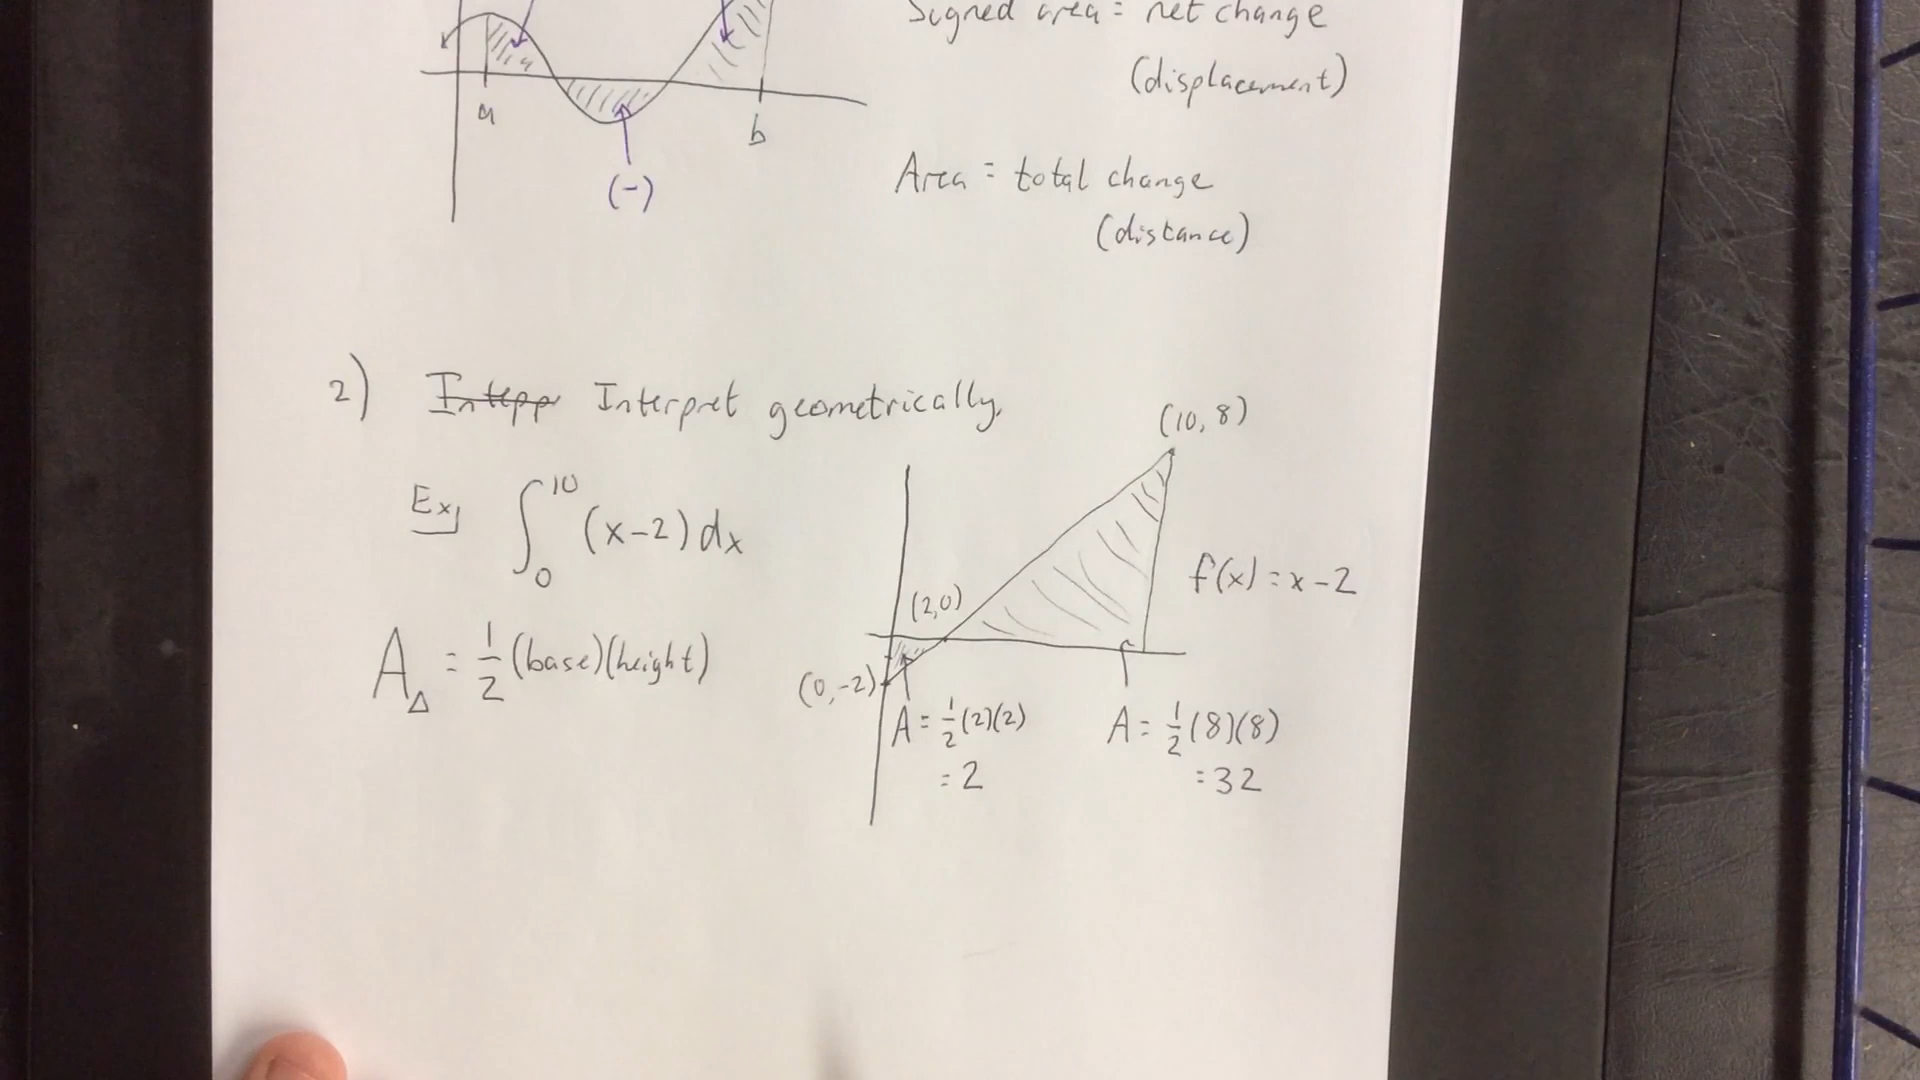 Signed area = net change
(displacement)
a
b
(-)
Area = total change
(distance)
2) Intepp Interpret geometrically.
(10, 8)
Ex) ∫₀¹⁰ (x-2) dx
f(x) = x-2
(2,0)
A△ = 1/2 (base)(height)
(0,-2)
A = 1/2 (2)(2)
= 2
A = 1/2 (8)(8)
= 32